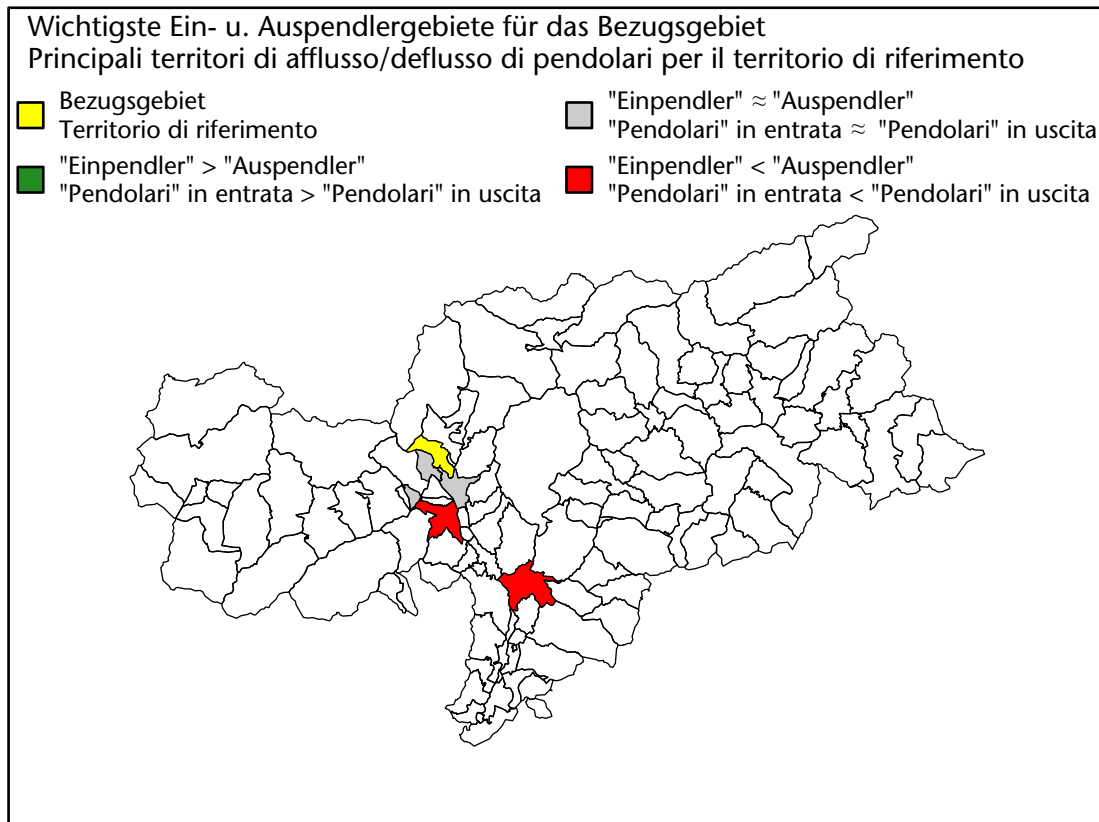 Wichtigste Ein- u. Auspendlergebiete für das Bezugsgebiet
Principali territori di afflusso/deflusso di pendolari per il territorio di riferimento
Bezugsgebiet
Territorio di riferimento
"Einpendler" > "Auspendler"
"Pendolari" in entrata > "Pendolari" in uscita
"Einpendler" ≈ "Auspendler"
"Pendolari" in entrata ≈ "Pendolari" in uscita
"Einpendler" < "Auspendler"
"Pendolari" in entrata < "Pendolari" in uscita